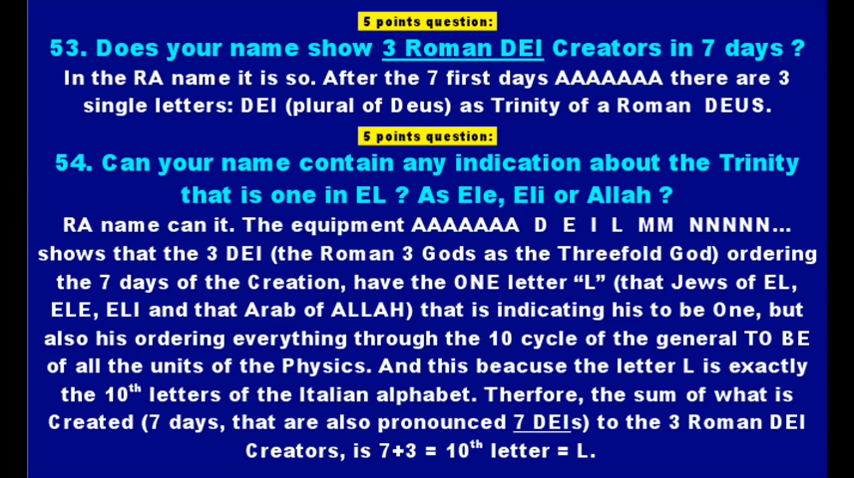 5 points question:
53. Does your name show 3 Roman DEI Creators in 7 days ?
In the RA name it is so. After the 7 first days AAAAAAA there are 3
single letters: DEI (plural of Deus) as Trinity of a Roman DEUS.
5 points question:
54. Can your name contain any indication about the Trinity
that is one in EL ? As Ele, Eli or Allah ?
RA name can it. The equipment AAAAAAA D E I L MM NNNNN...
shows that the 3 DEI (the Roman 3 Gods as the Threefold God) ordering
the 7 days of the Creation, have the ONE letter “L” (that Jews of EL,
ELE, ELI and that Arab of ALLAH) that is indicating his to be One, but
also his ordering everything through the 10 cycle of the general TO BE
of all the units of the Physics. And this beacuse the letter L is exactly
the 10th letters of the Italian alphabet. Therfore, the sum of what is
Created (7 days, that are also pronounced 7 DEIs) to the 3 Roman DEI
Creators, is 7+3 = 10th letter = L.